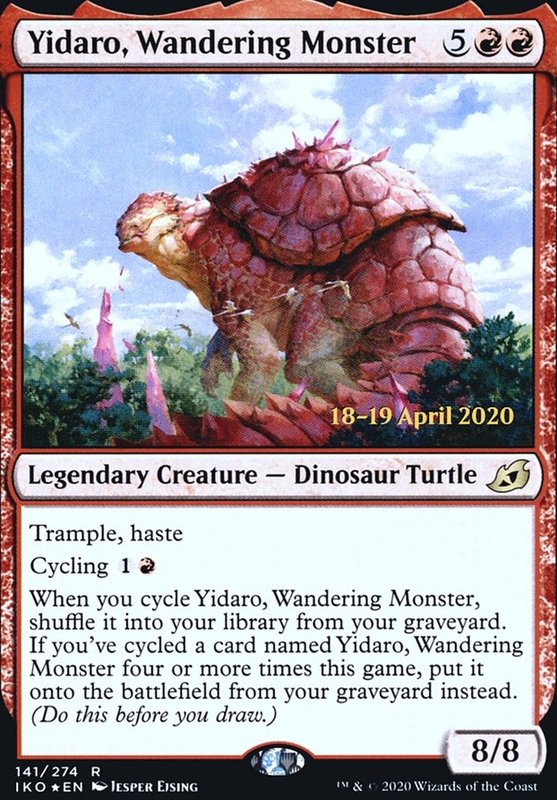 Yidaro, Wandering Monster 5
18–19 April 2020
Legendary Creature — Dinosaur Turtle
Trample, haste
Cycling 1
When you cycle Yidaro, Wandering Monster,
shuffle it into your library from your graveyard.
If you've cycled a card named Yidaro, Wandering
Monster four or more times this game, put it
onto the battlefield from your graveyard instead.
(Do this before you draw.)
8/8
141/274 R
IKO ★ EN Jesper Eising
™ & © 2020 Wizards of the Coast